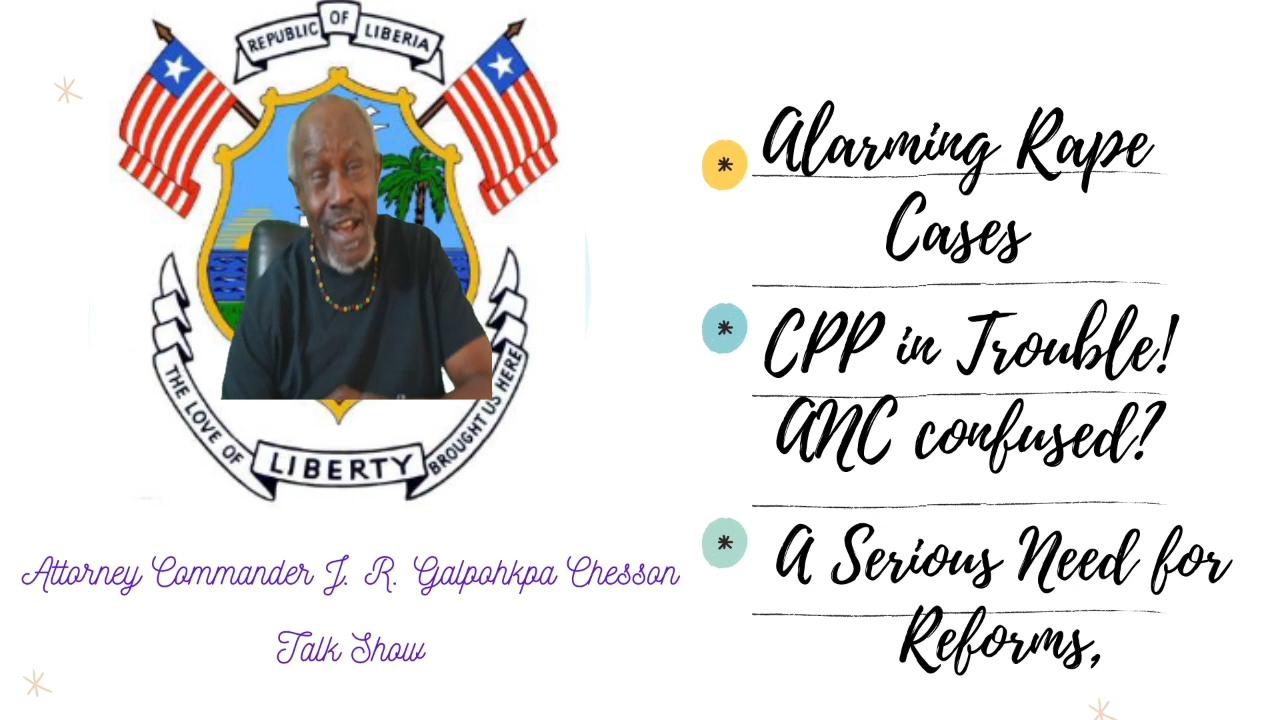 REPUBLIC OF LIBERIA
THE LOVE OF LIBERTY BROUGHT US HERE
Attorney Commander J. R. Galpohkpa Chesson
Talk Show
Alarming Rape
Cases
CPP in Trouble!
ANC confused?
A Serious Need for
Reforms,